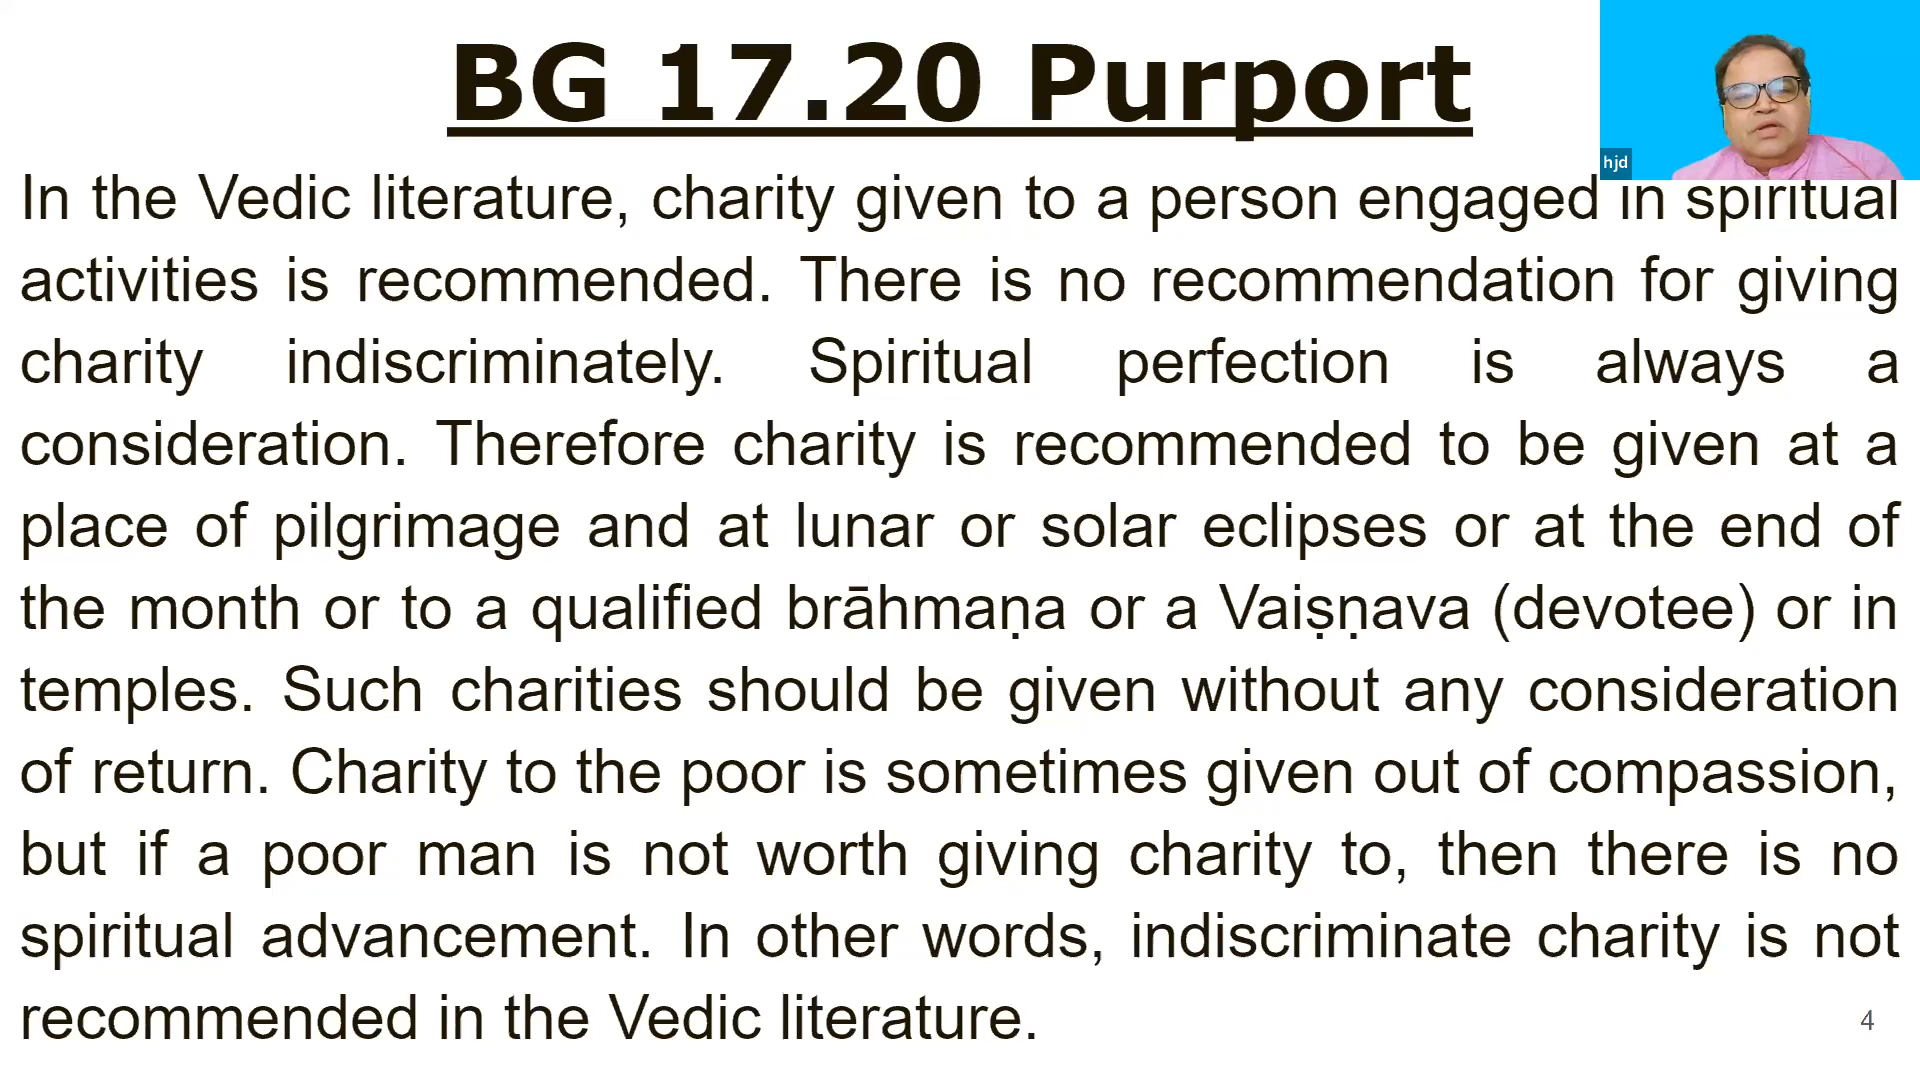 BG 17.20 Purport
hjd
In the Vedic literature, charity given to a person engaged in spiritual
activities is recommended. There is no recommendation for giving
charity indiscriminately. Spiritual perfection is always a
consideration. Therefore charity is recommended to be given at a
place of pilgrimage and at lunar or solar eclipses or at the end of
the month or to a qualified brāhmaṇa or a Vaiṣṇava (devotee) or in
temples. Such charities should be given without any consideration
of return. Charity to the poor is sometimes given out of compassion,
but if a poor man is not worth giving charity to, then there is no
spiritual advancement. In other words, indiscriminate charity is not
recommended in the Vedic literature.
4